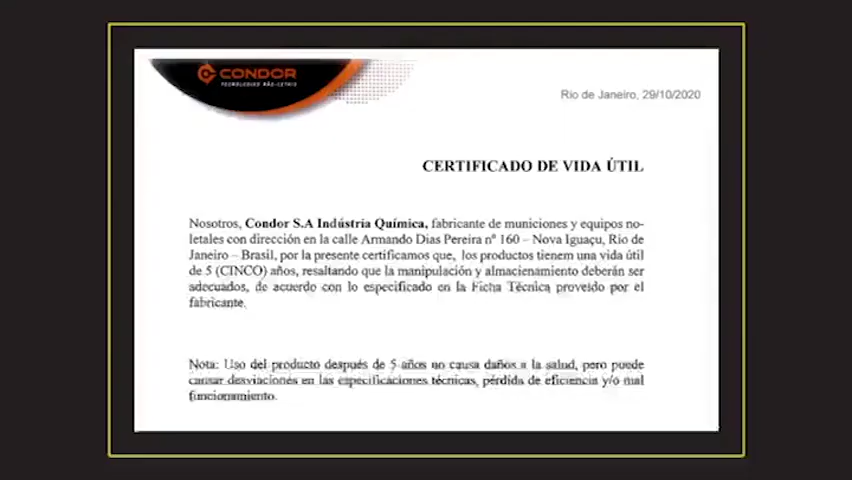 CONDOR
TECNOLOGIAS NÃO-LETAIS
Rio de Janeiro, 29/10/2020
CERTIFICADO DE VIDA ÚTIL
Nosotros, Condor S.A Indústria Química, fabricante de municiones y equipos no-
letales con dirección en la calle Armando Dias Pereira nº 160 – Nova Iguaçu, Rio de
Janeiro – Brasil, por la presente certificamos que, los productos tienem una vida útil
de 5 (CINCO) años, resaltando que la manipulación y almacienamiento deberán ser
adecuados, de acuerdo con lo especificado en la Ficha Técnica proveído por el
fabricante.
Nota: Uso del producto después de 5 años no causa daños a la salud, pero puede
causar desviaciones en las especificaciones técnicas, pérdida de eficiencia y/o mal
funcionamiento.